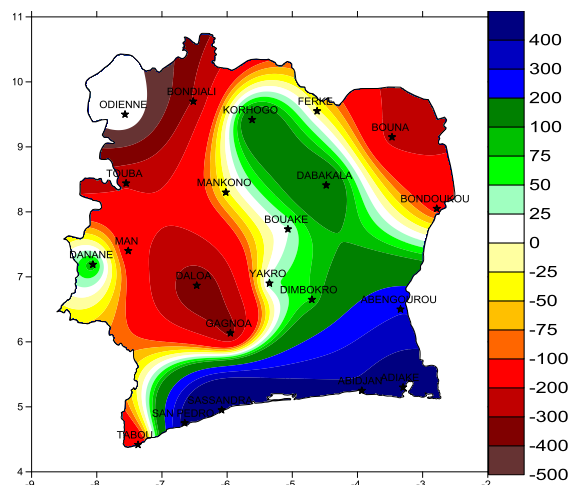 11
10
9
8
7
6
5
4
-9
-8
-7
-6
-5
-4
-3
-2
ODIENNE
BONDIALI
KORHOGO
FERKE
BOUNA
TOUBA
MANKONO
DABAKALA
BONDOUKOU
BOUAKE
MAN
DANANE
DALOA
YAKRO
DIMBOKRO
ABENGOUROU
GAGNOA
SASSANDRA
SAN PEDRO
ADIAKE
TABOU
400
300
200
100
75
50
25
0
-25
-50
-75
-100
-200
-300
-400
-500